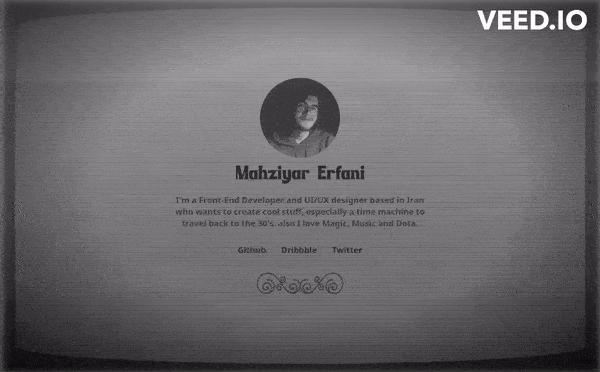 VEED.IO
Mahziyar Erfani
I'm a Front-End Developer and UI/UX designer based in Iran
who wants to create cool stuff, especially a time machine to
travel back to the 30's. also I love Magic, Music and Dota.
Github Dribbble Twitter